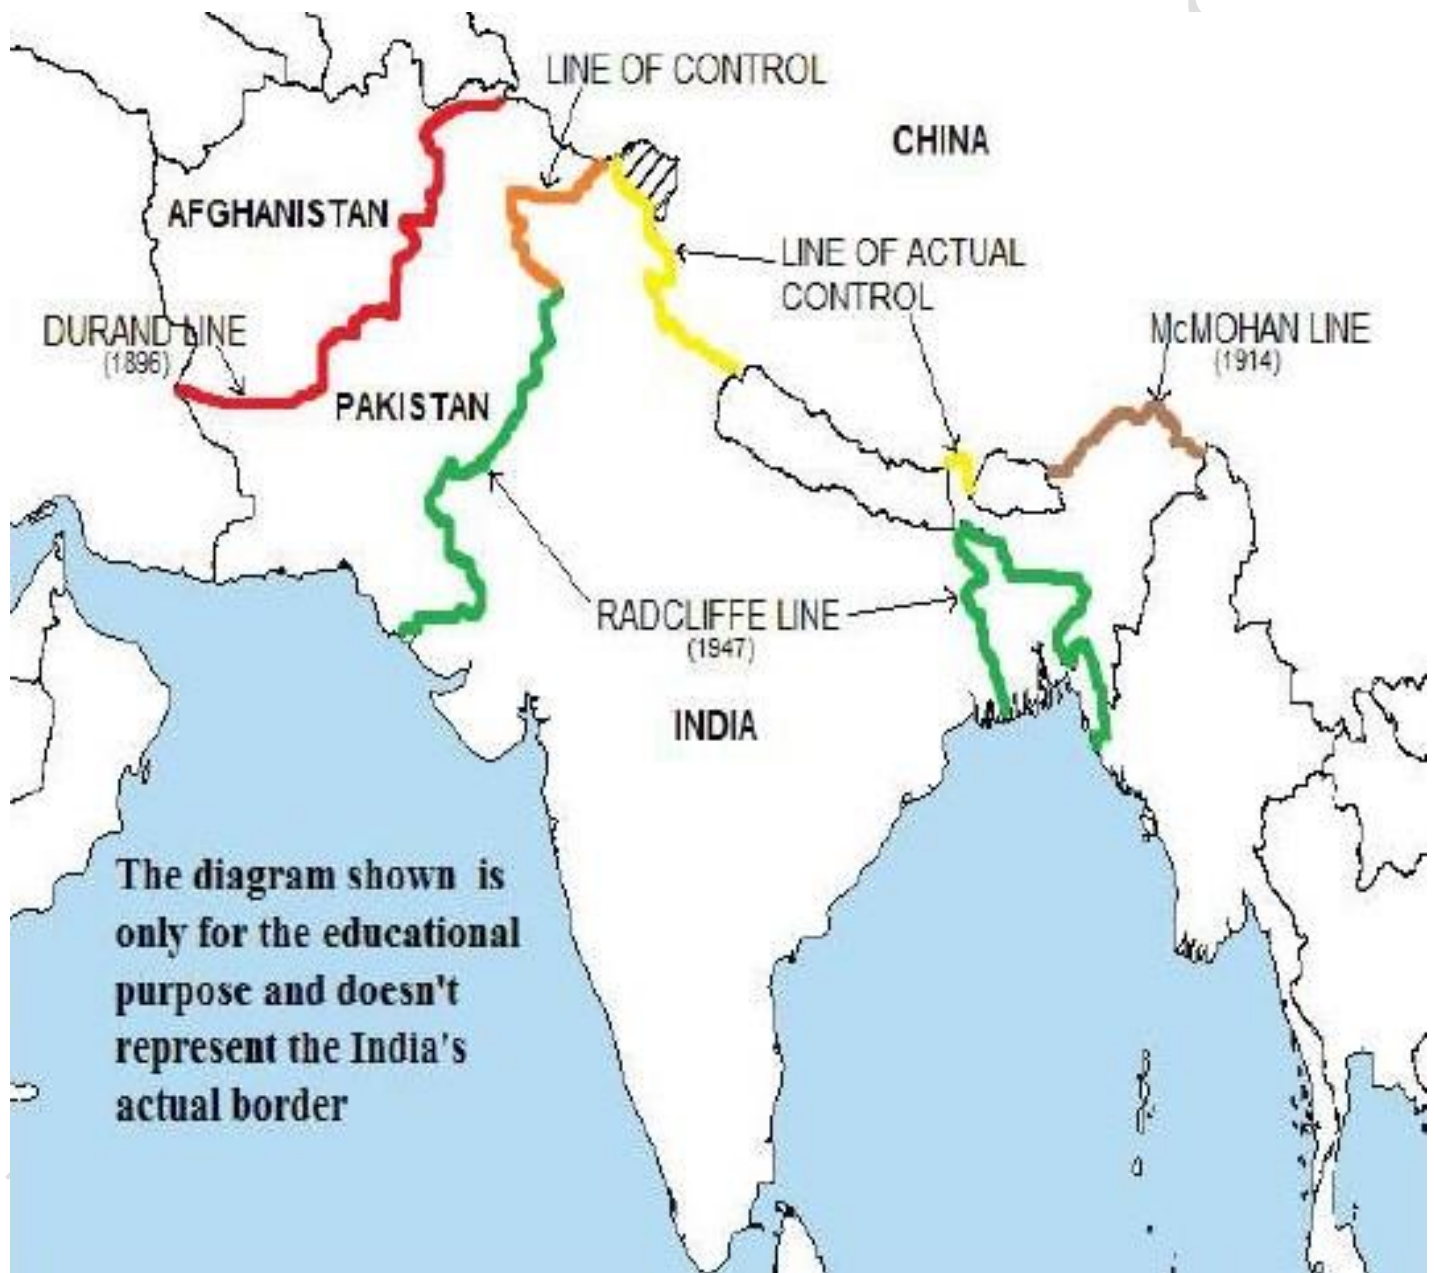 LINE OF CONTROL
CHINA
AFGHANISTAN
LINE OF ACTUAL
CONTROL
DURAND LINE
(1896)
McMOHAN LINE
(1914)
PAKISTAN
RADCLIFFE LINE
(1947)
INDIA
The diagram shown is
only for the educational
purpose and doesn't
represent the India's
actual border